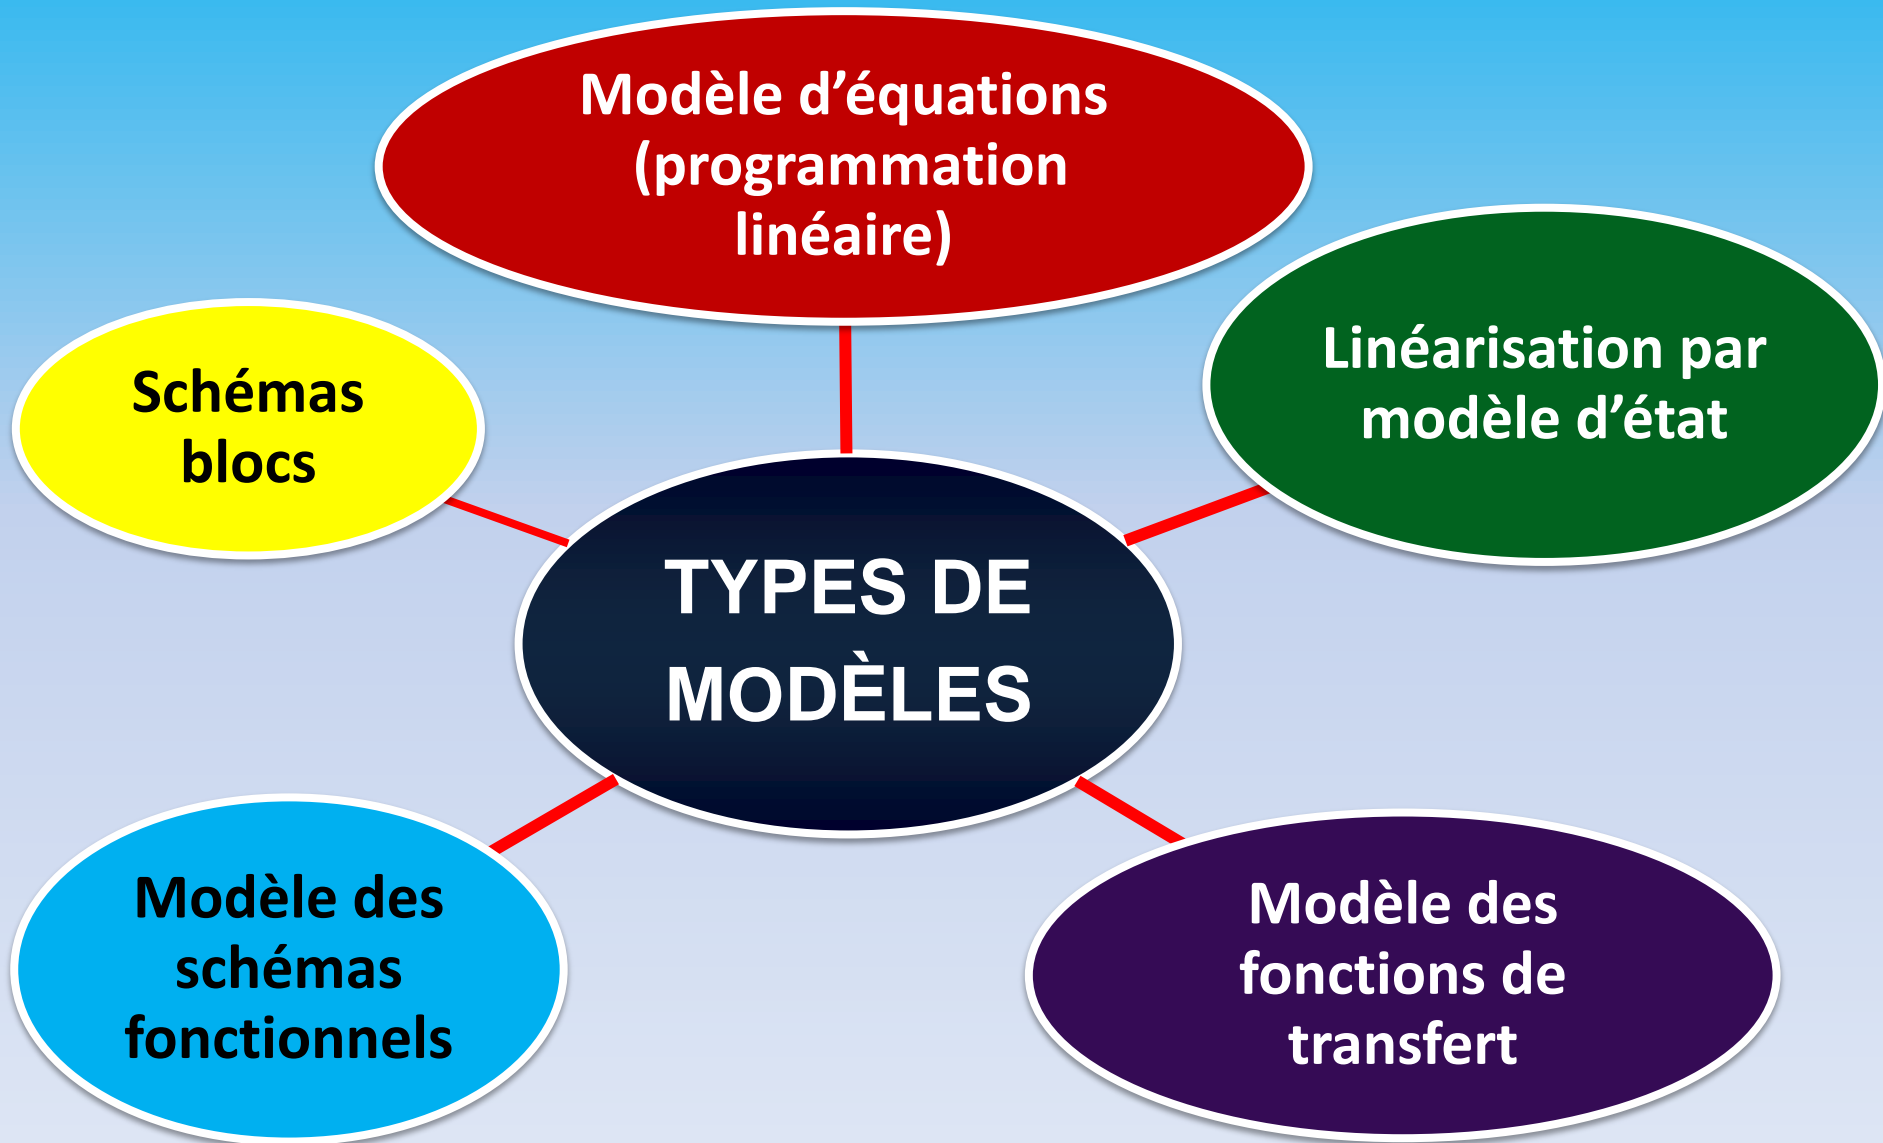 Modèle d’équations
(programmation
linéaire)
Linéarisation par
modèle d’état
Schémas
blocs
TYPES DE
MODÈLES
Modèle des
schémas
fonctionnels
Modèle des
fonctions de
transfert